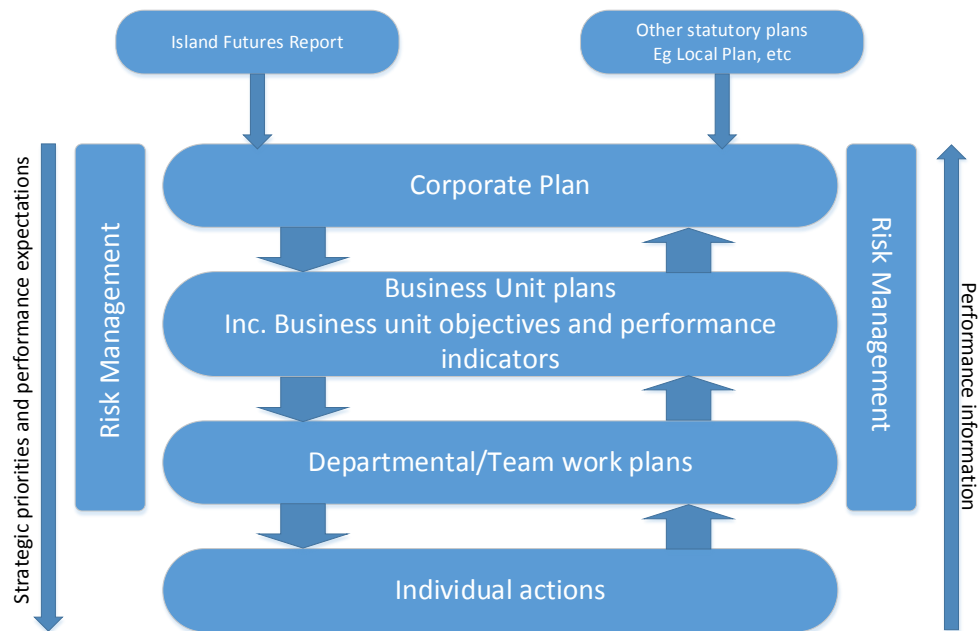 Island Futures Report
Other statutory plans
Eg Local Plan, etc
Strategic priorities and performance expectations
Risk Management
Corporate Plan
Business Unit plans
Inc. Business unit objectives and performance
indicators
Departmental/Team work plans
Individual actions
Risk Management
Performance information